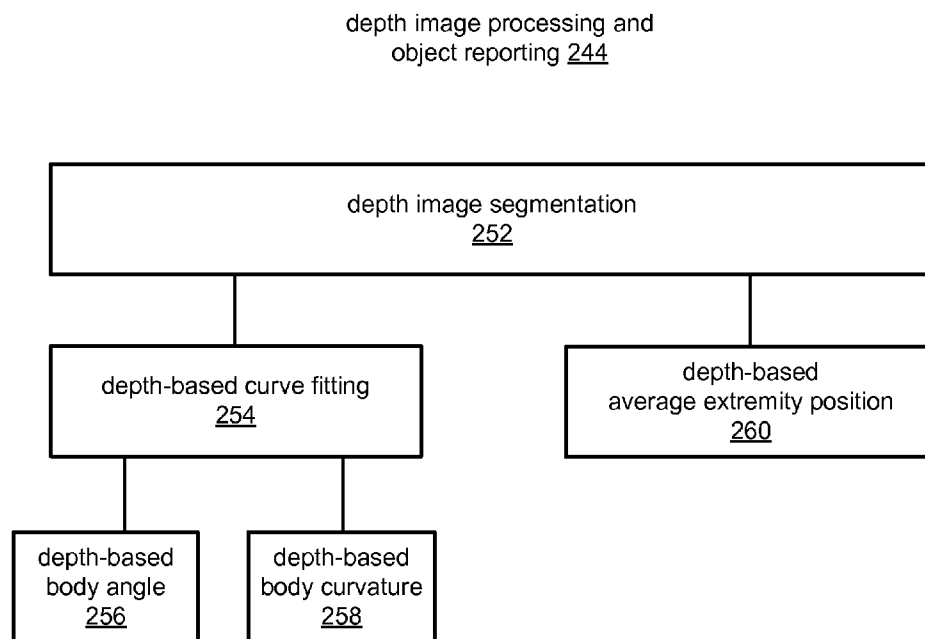 depth image processing and
object reporting 244
depth image segmentation
252
depth-based curve fitting
254
depth-based
average extremity position
260
depth-based
body angle
256
depth-based
body curvature
258